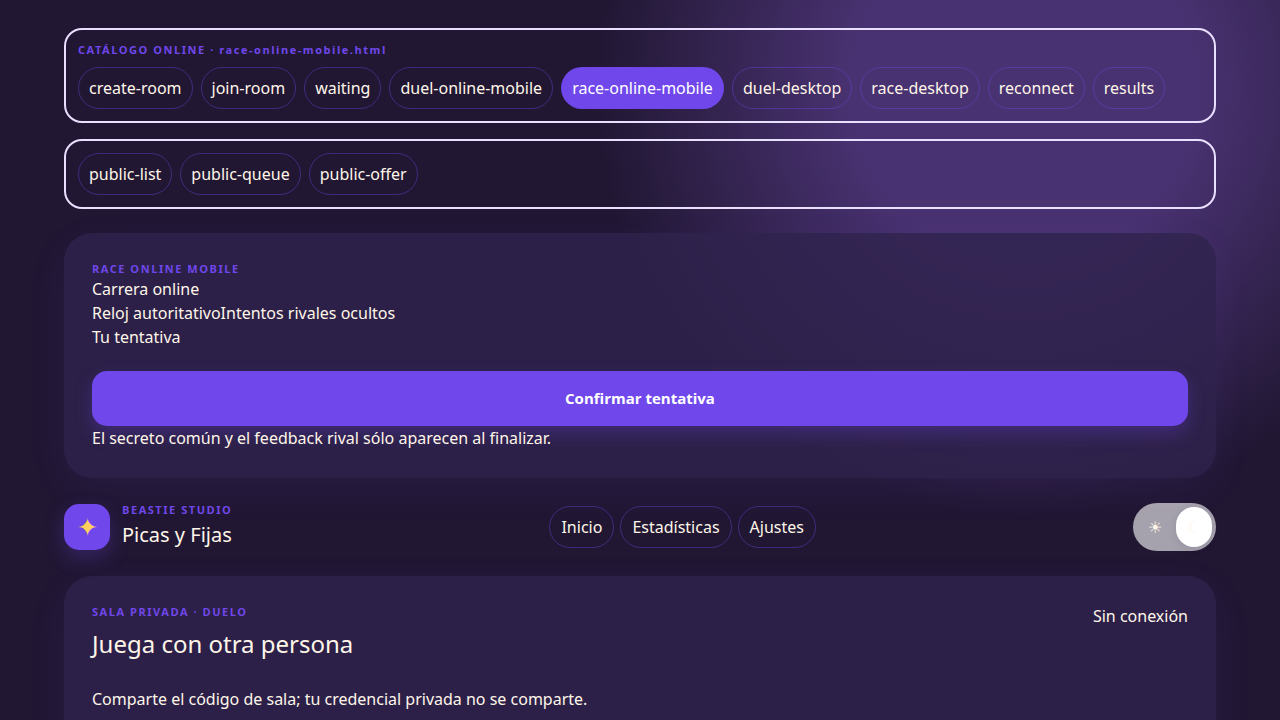 CATÁLOGO ONLINE · race-online-mobile.html
create-room join-room waiting duel-online-mobile race-online-mobile duel-desktop race-desktop reconnect results
public-list public-queue public-offer
RACE ONLINE MOBILE
Carrera online
Reloj autoritativoIntentos rivales ocultos
Tu tentativa
Confirmar tentativa
El secreto común y el feedback rival sólo aparecen al finalizar.
BEASTIE STUDIO
Picas y Fijas
Inicio Estadísticas Ajustes
SALA PRIVADA · DUELO
Sin conexión
Juega con otra persona
Comparte el código de sala; tu credencial privada no se comparte.